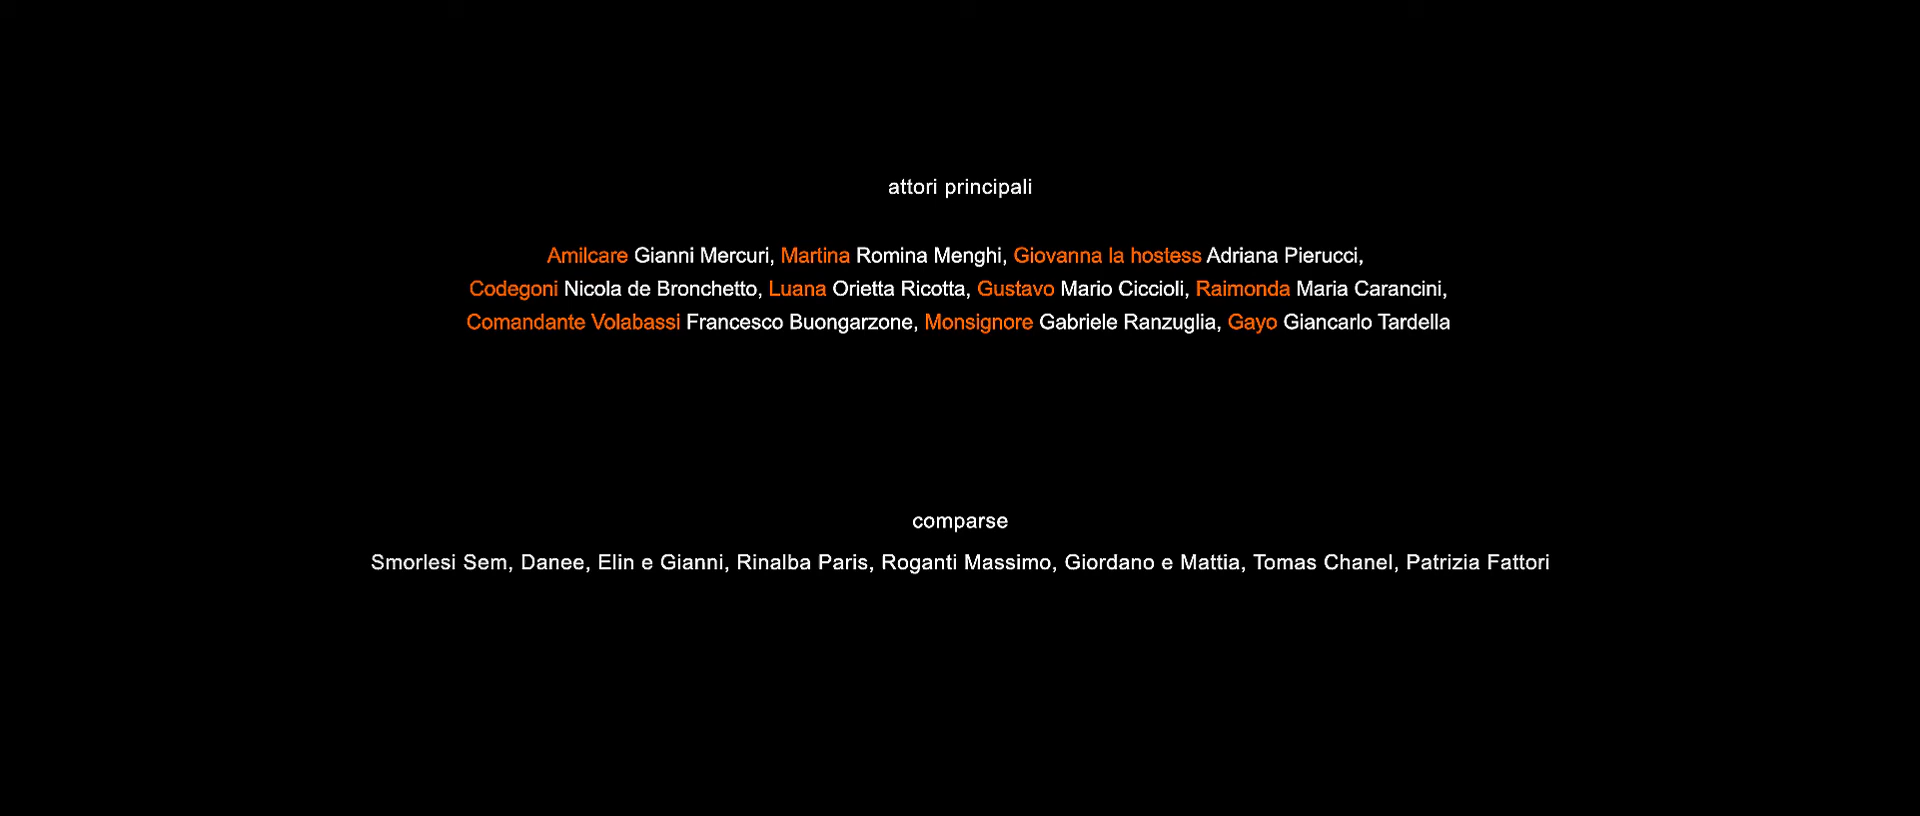 attori principali
Amilcare Gianni Mercuri, Martina Romina Menghi, Giovanna la hostess Adriana Pierucci,
Codegoni Nicola de Bronchetto, Luana Orietta Ricotta, Gustavo Mario Ciccioli, Raimonda Maria Carancini,
Comandante Volabassi Francesco Buongarzone, Monsignore Gabriele Ranzuglia, Gayo Giancarlo Tardella
comparse
Smorlesi Sem, Danee, Elin e Gianni, Rinalba Paris, Roganti Massimo, Giordano e Mattia, Tomas Chanel, Patrizia Fattori